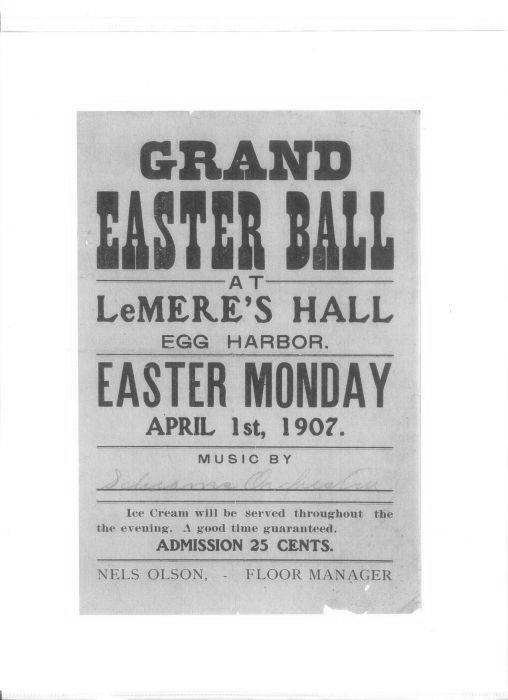 GRAND
EASTER BALL
AT
LeMERE'S HALL
EGG HARBOR.
EASTER MONDAY
APRIL 1st, 1907.
MUSIC BY
Orchestra
Ice Cream will be served throughout the
the evening. A good time guaranteed.
ADMISSION 25 CENTS.
NELS OLSON, - FLOOR MANAGER